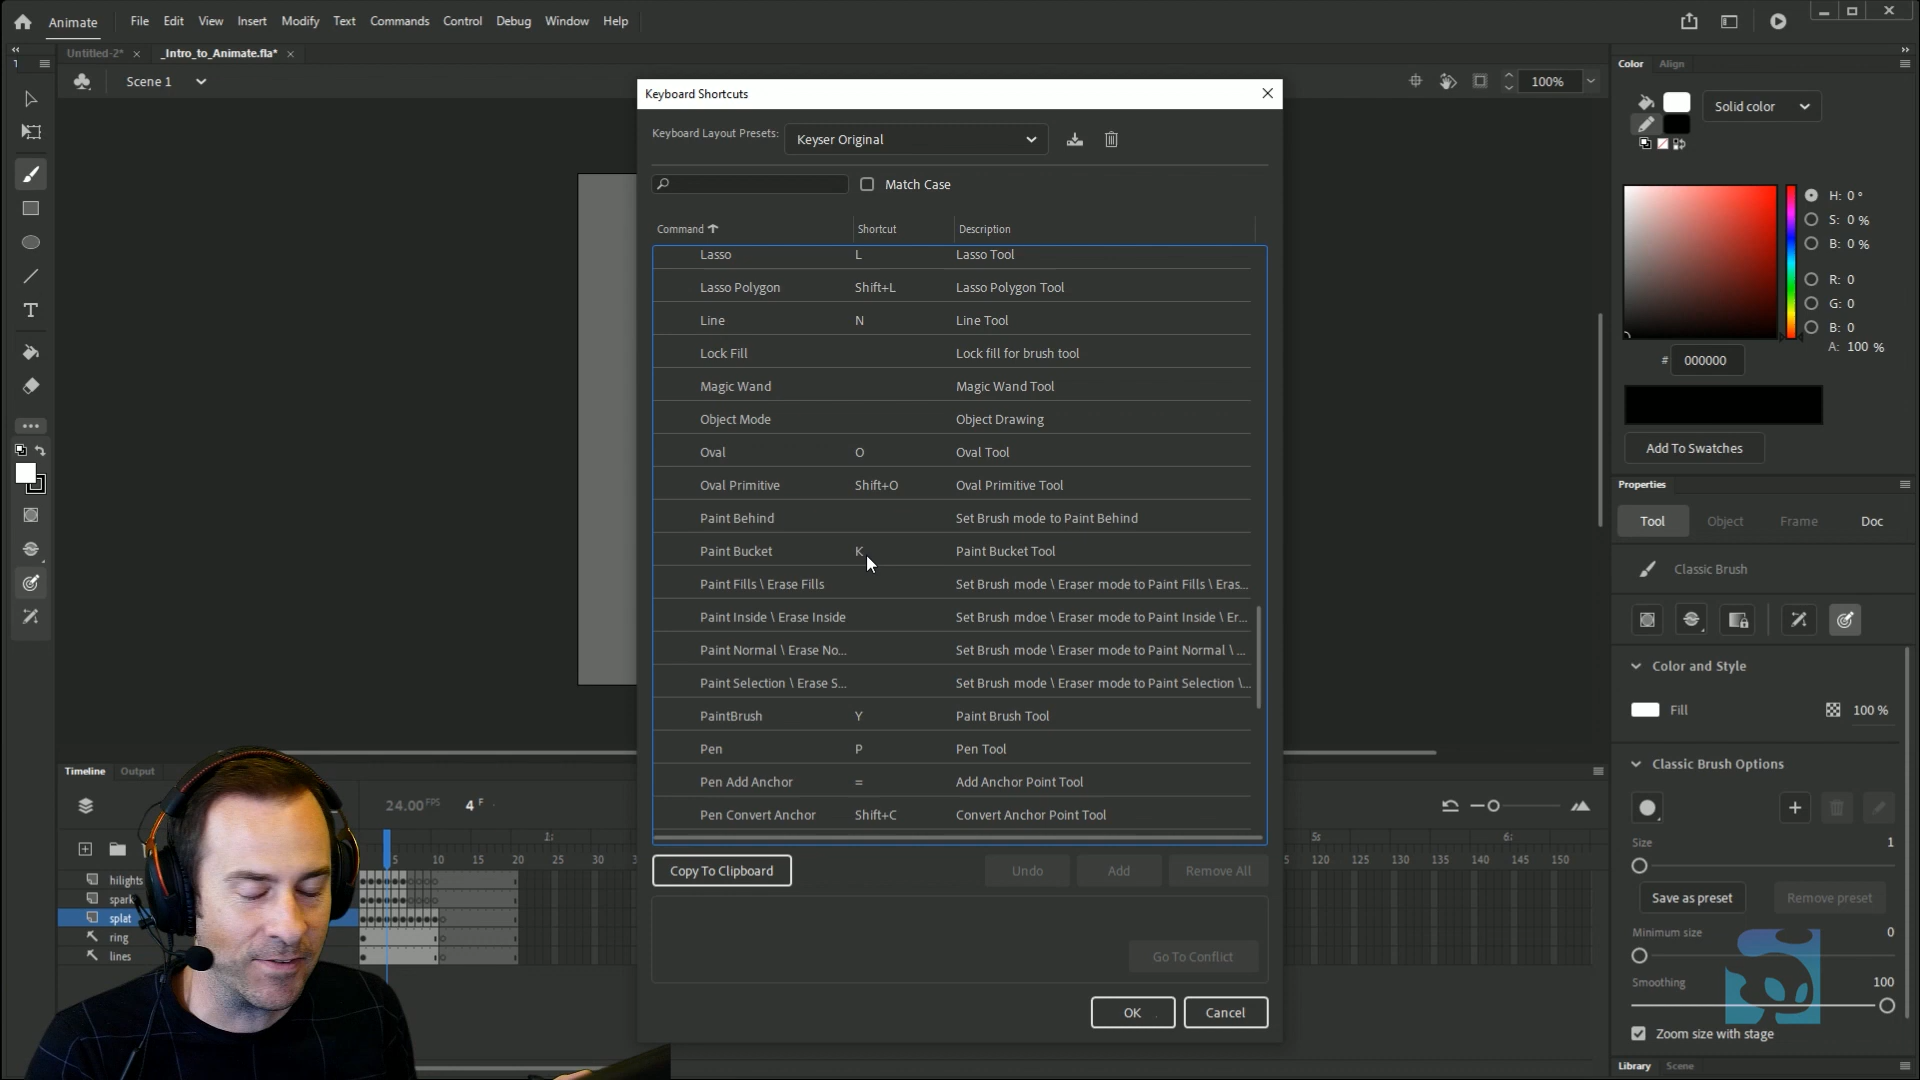 Animate File Edit View Insert Modify Text Commands Control Debug Window Help
Untitled-2* × _Intro_to_Animate.fla* ×
Scene 1
100%
Keyboard Shortcuts
Keyboard Layout Presets: Keyser Original
Match Case
Command Shortcut Description
Lasso L Lasso Tool
Lasso Polygon Shift+L Lasso Polygon Tool
Line N Line Tool
Lock Fill Lock fill for brush tool
Magic Wand Magic Wand Tool
Object Mode Object Drawing
Oval O Oval Tool
Oval Primitive Shift+O Oval Primitive Tool
Paint Behind Set Brush mode to Paint Behind
Paint Bucket K Paint Bucket Tool
Paint Fills \ Erase Fills Set Brush mode \ Eraser mode to Paint Fills \ Eras...
Paint Inside \ Erase Inside Set Brush mdoe \ Eraser mode to Paint Inside \ Er...
Paint Normal \ Erase No... Set Brush mode \ Eraser mode to Paint Normal \ ...
Paint Selection \ Erase S... Set Brush mode \ Eraser mode to Paint Selection \...
PaintBrush Y Paint Brush Tool
Pen P Pen Tool
Pen Add Anchor = Add Anchor Point Tool
Pen Convert Anchor Shift+C Convert Anchor Point Tool
Copy To Clipboard Undo Add Remove All
Go To Conflict
OK Cancel
Color Align
Solid color
H: 0 °
S: 0 %
B: 0 %
R: 0
G: 0
B: 0
A: 100 %
# 000000
Add To Swatches
Properties
Tool Object Frame Doc
Classic Brush
Color and Style
Fill 100 %
Classic Brush Options
Size 1
Save as preset Remove preset
Minimum size 0
Smoothing 100
Zoom size with stage
Library Scene
Timeline Output
24.00 FPS 4 F
1s 5s 6s
5 10 15 20 25 30 120 125 130 135 140 145 150
hilights
spark
splat
ring
lines